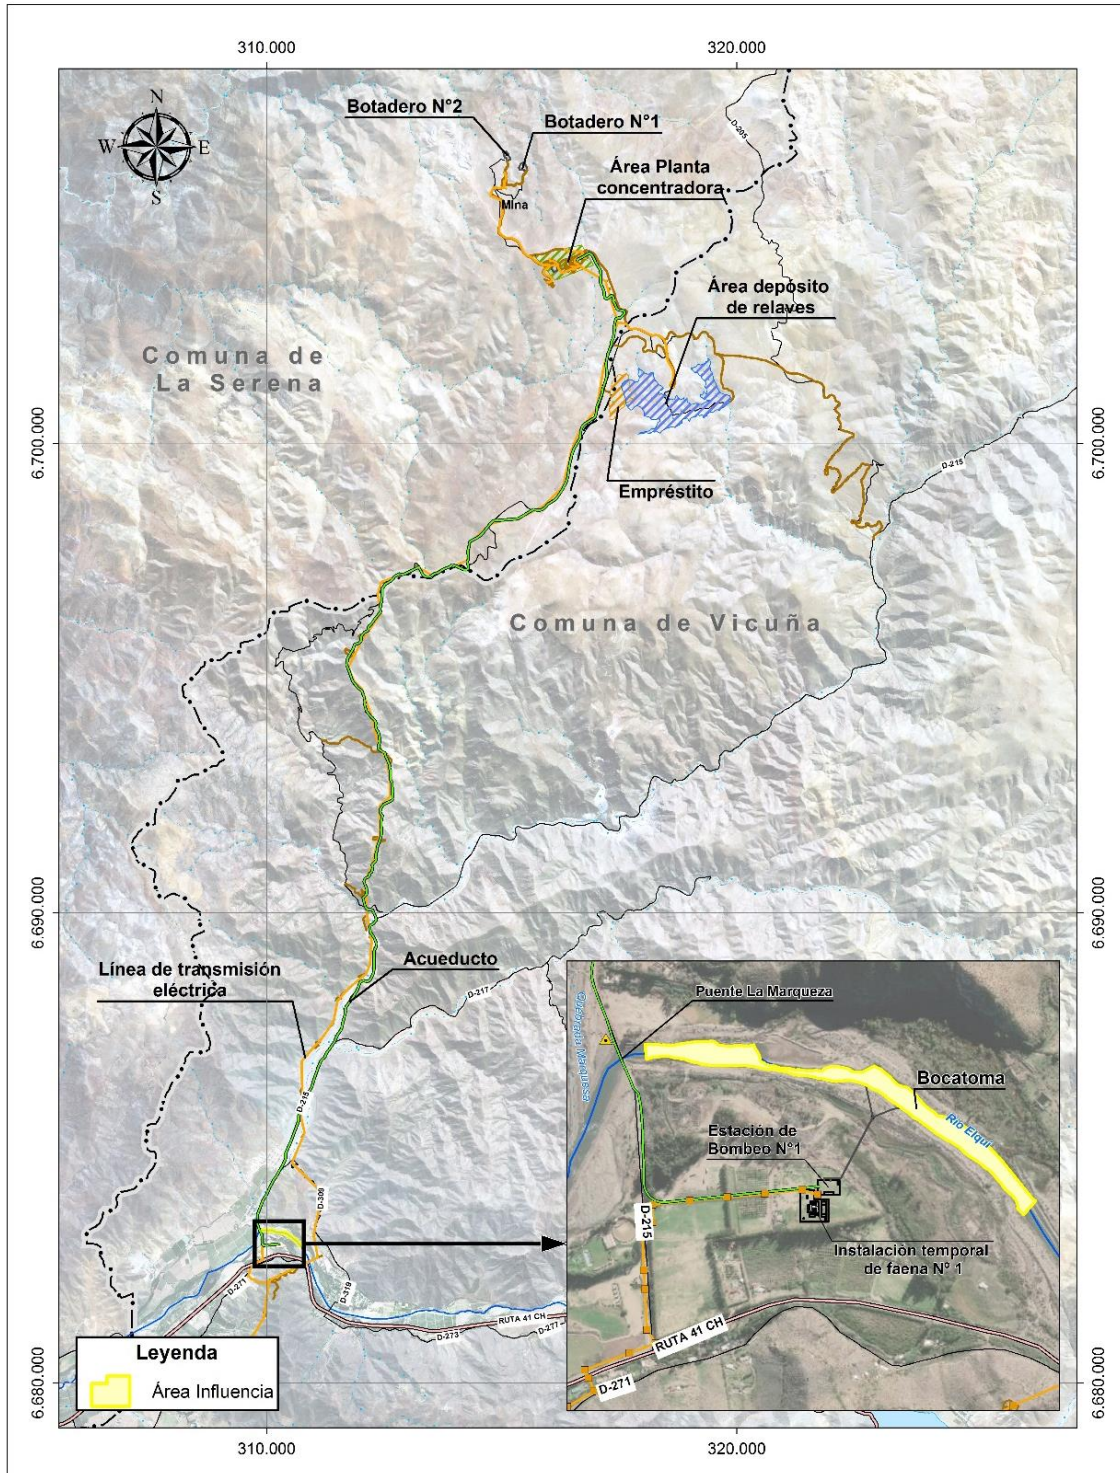 310.000
320.000
N
W
E
S
Botadero N°2
Botadero N°1
D-205
Área Planta
concentradora
Mina
Área depósito
de relaves
Comuna de
La Serena
6.700.000
6.700.000
D-215
Empréstito
Comuna de Vicuña
6.690.000
6.690.000
Línea de transmisión
eléctrica
Acueducto
D-217
D-215
D-309
D-271
D-319
RUTA 41 CH
D-273
D-277
Puente La Marqueza
Quebrada Marquesa
Bocatoma
Río Elqui
Estación de
Bombeo N°1
D-215
Instalación temporal
de faena Nº 1
RUTA 41 CH
D-271
Leyenda
Área Influencia
6.680.000
6.680.000
310.000
320.000